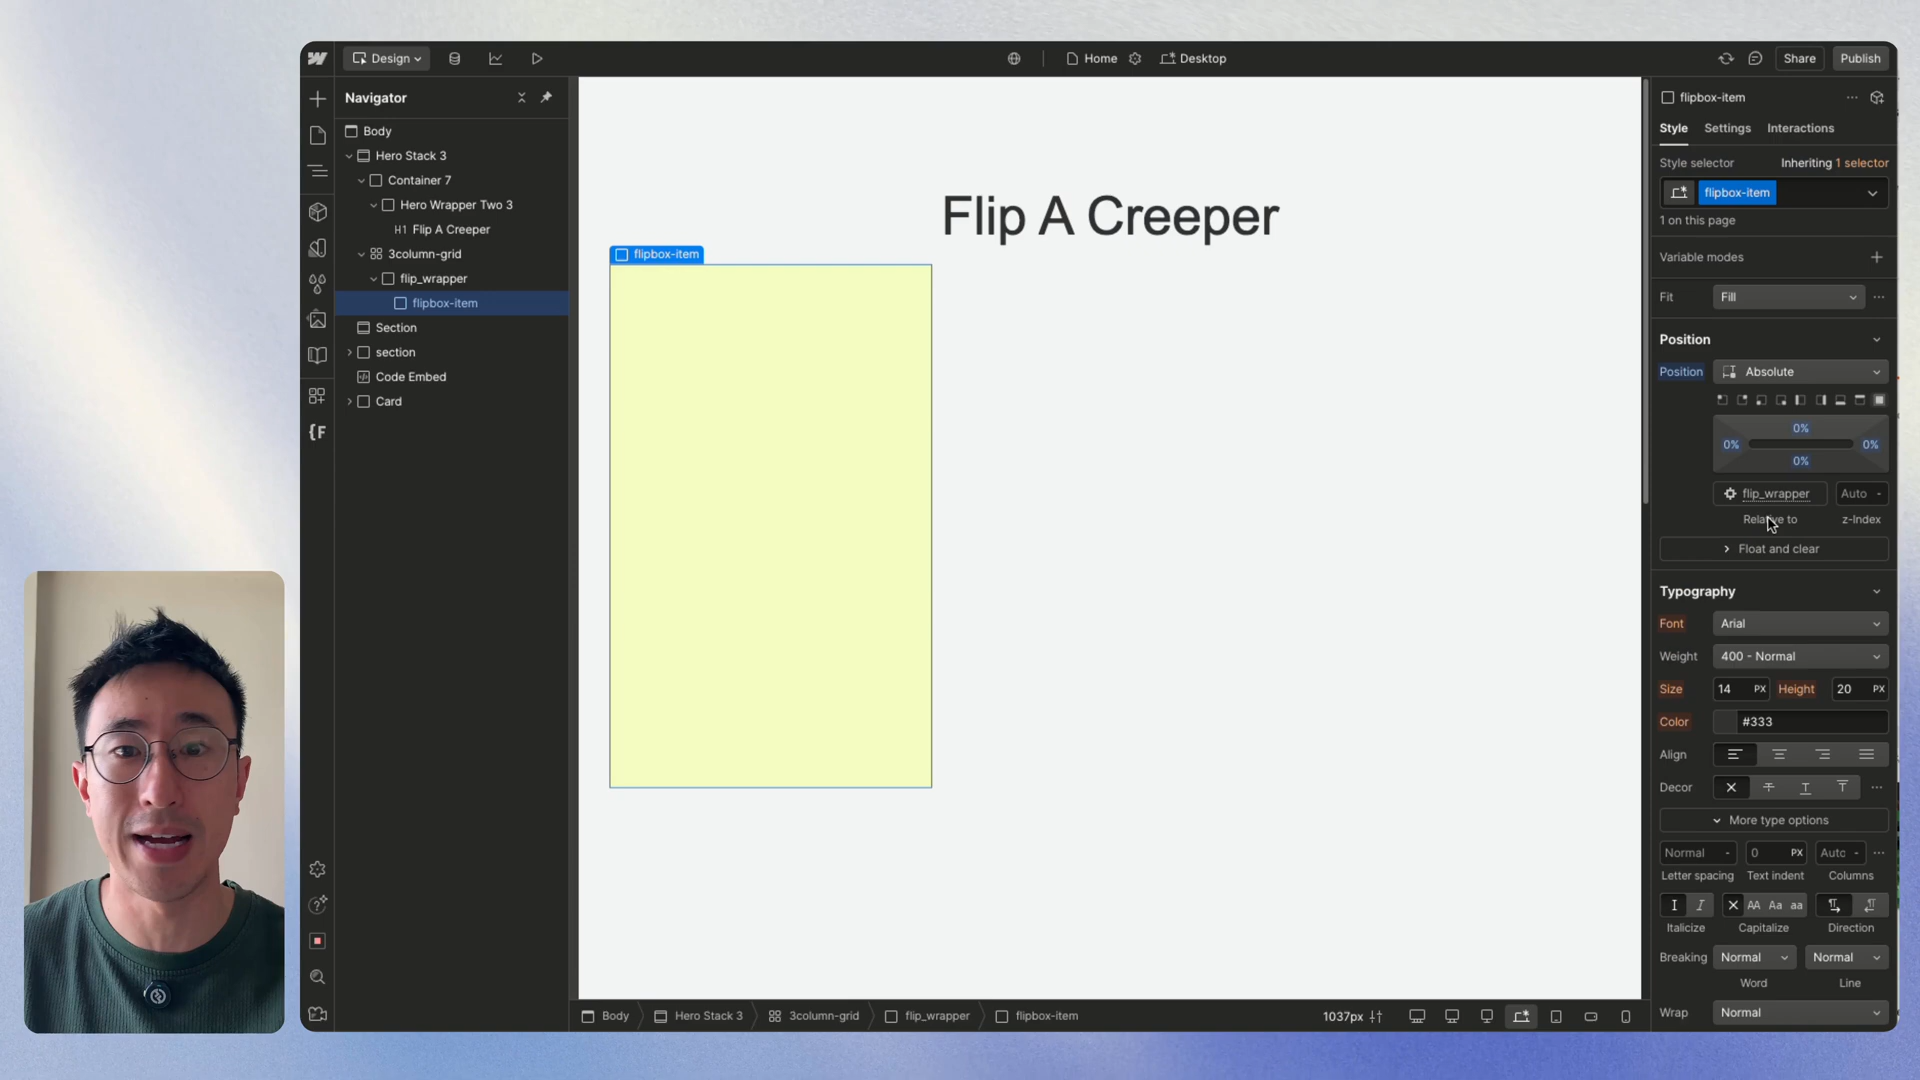 Design
Home
Desktop
Share
Publish
Navigator
Body
Hero Stack 3
Container 7
Hero Wrapper Two 3
H1 Flip A Creeper
3column-grid
flip_wrapper
flipbox-item
Section
section
Code Embed
Card
{F
Flip A Creeper
flipbox-item
flipbox-item
Style Settings Interactions
Style selector Inheriting 1 selector
flipbox-item
1 on this page
Variable modes
Fit Fill
Position
Position Absolute
0%
0% 0%
0%
flip_wrapper Auto -
Relative to z-Index
Float and clear
Typography
Font Arial
Weight 400 - Normal
Size 14 PX Height 20 PX
Color #333
Align
Decor
More type options
Normal - 0 PX Auto -
Letter spacing Text indent Columns
I I AA Aa aa
Italicize Capitalize Direction
Breaking Normal Normal
Word Line
Wrap Normal
Body Hero Stack 3 3column-grid flip_wrapper flipbox-item 1037px